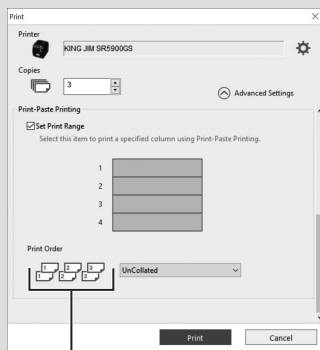 Print
Printer
KING JIM SR5900GS
Copies
3
Advanced Settings
Print-Paste Printing
Set Print Range
Select this item to print a specified column using Print-Paste Printing.
1
2
3
4
Print Order
1 2 3
1 2 3
UnCollated
Print Cancel